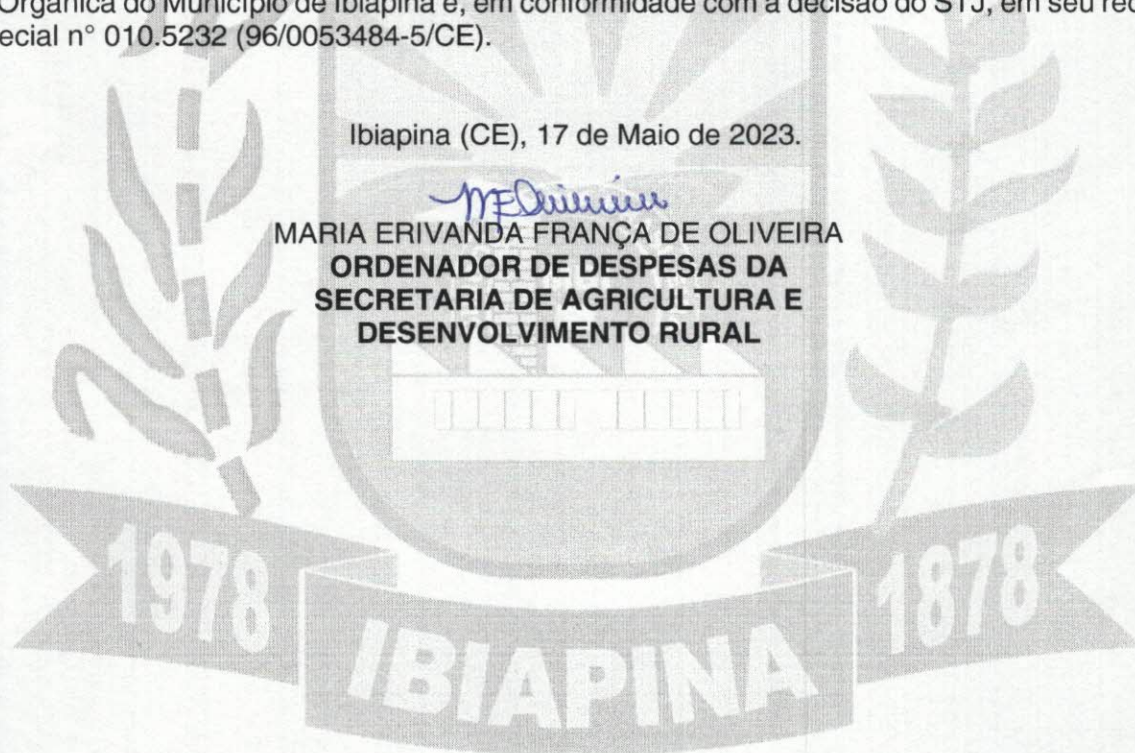 Orgânica do Município de Ibiapina e, em conformidade com a decisão do STJ, em seu
ecial n° 010.5232 (96/0053484-5/CE).
Ibiapina (CE), 17 de Maio de 2023.
MARIA ERIVANDA FRANÇA DE OLIVEIRA
ORDENADOR DE DESPESAS DA
SECRETARIA DE AGRICULTURA E
DESENVOLVIMENTO RURAL
1978
1878
IBIAPINA